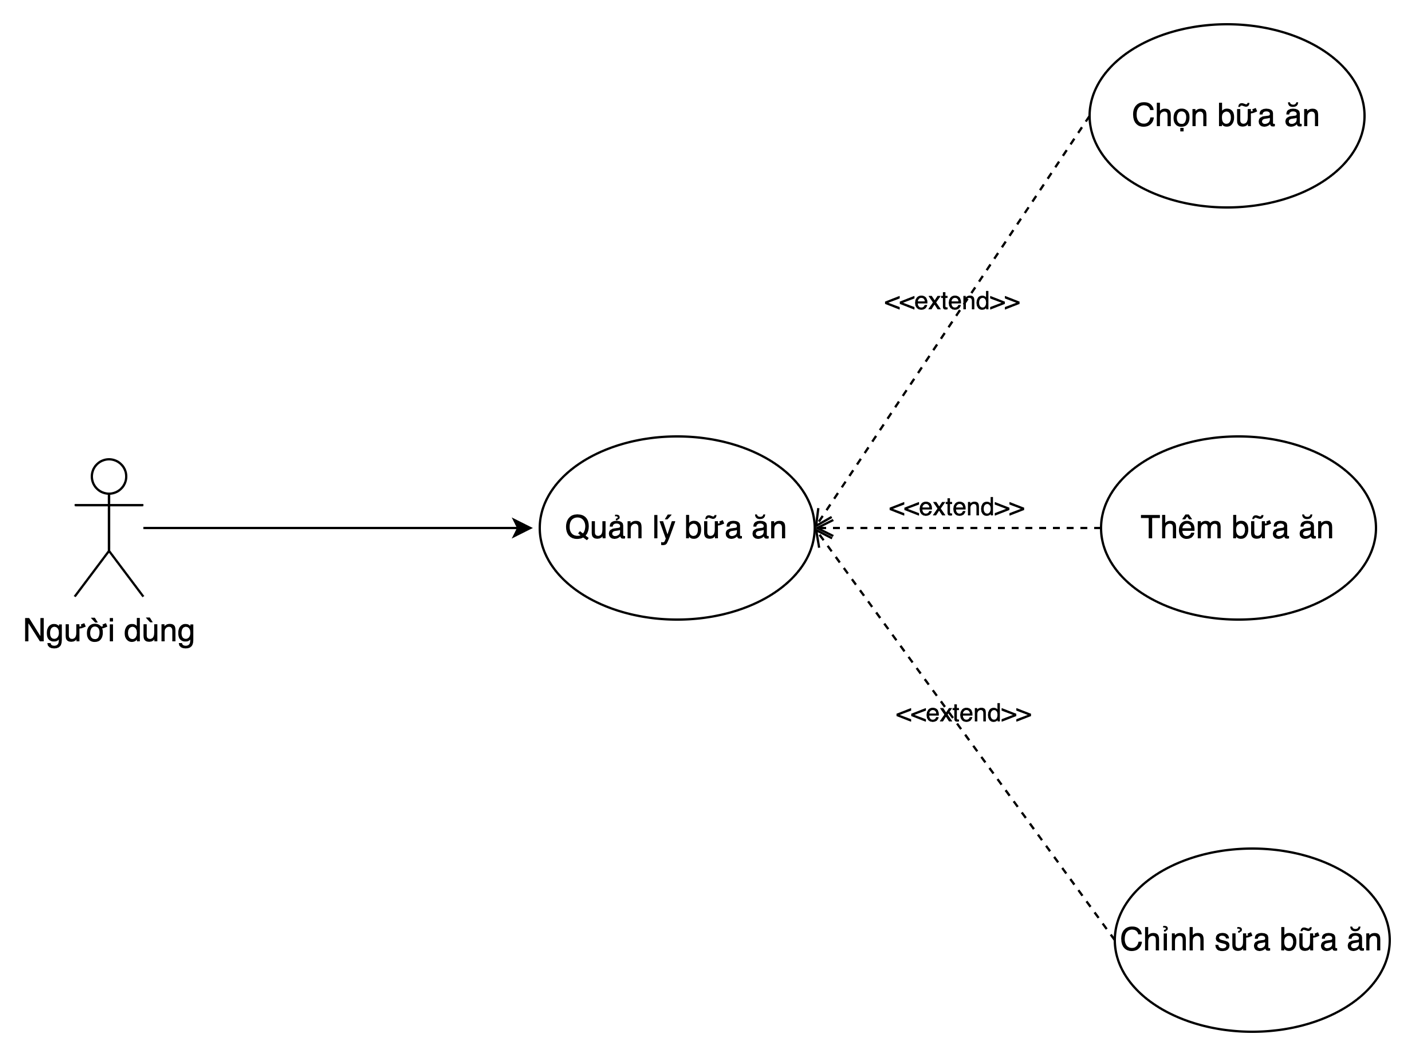 Chọn bữa ăn
<<extend>>
<<extend>>
Quản lý bữa ăn
Thêm bữa ăn
Người dùng
<<extend>>
Chỉnh sửa bữa ăn